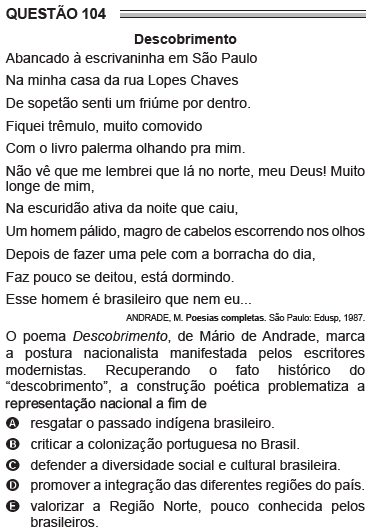 QUESTÃO 104
Descobrimento
Abancado à escrivaninha em São Paulo
Na minha casa da rua Lopes Chaves
De sopetão senti um friúme por dentro.
Fiquei trêmulo, muito comovido
Com o livro palerma olhando pra mim.
Não vê que me lembrei que lá no norte, meu Deus! Muito
longe de mim,
Na escuridão ativa da noite que caiu,
Um homem pálido, magro de cabelos escorrendo nos olhos
Depois de fazer uma pele com a borracha do dia,
Faz pouco se deitou, está dormindo.
Esse homem é brasileiro que nem eu...
ANDRADE, M. Poesias completas. São Paulo: Edusp, 1987.
O poema Descobrimento, de Mário de Andrade, marca
a postura nacionalista manifestada pelos escritores
modernistas. Recuperando o fato histórico do
“descobrimento”, a construção poética problematiza a
representação nacional a fim de
A resgatar o passado indígena brasileiro.
B criticar a colonização portuguesa no Brasil.
C defender a diversidade social e cultural brasileira.
D promover a integração das diferentes regiões do país.
E valorizar a Região Norte, pouco conhecida pelos
brasileiros.